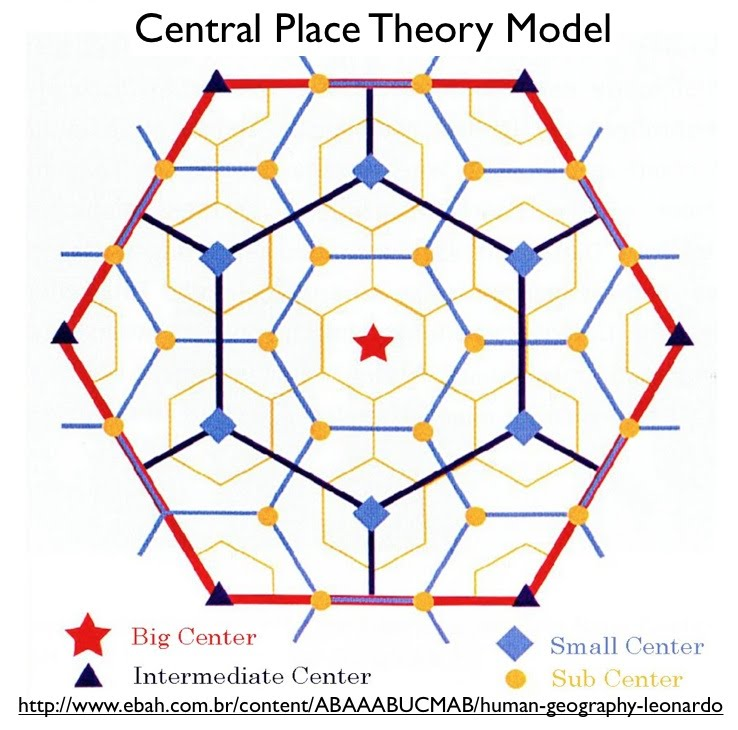 Central Place Theory Model
Big Center
Small Center
Intermediate Center
Sub Center
http://www.ebah.com.br/content/ABAAABUCMAB/human-geography-leonardo